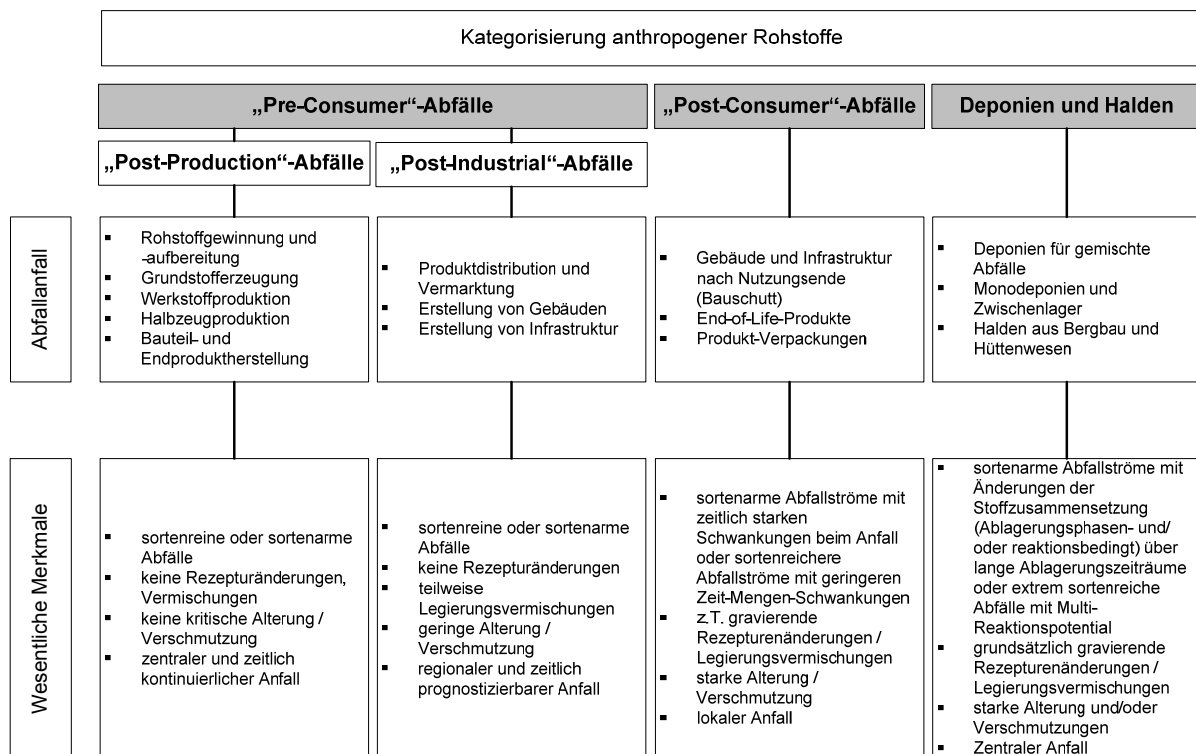 Kategorisierung anthropogener Rohstoffe
„Pre-Consumer“-Abfälle
„Post-Consumer“-Abfälle
Deponien und Halden
„Post-Production“-Abfälle
„Post-Industrial“-Abfälle
Abfallanfall
▪ Rohstoffgewinnung und
-aufbereitung
▪ Grundstofferzeugung
▪ Werkstoffproduktion
▪ Halbzeugproduktion
▪ Bauteil- und
Endproduktherstellung
▪ Produktdistribution und
Vermarktung
▪ Erstellung von Gebäuden
▪ Erstellung von Infrastruktur
▪ Gebäude und Infrastruktur
nach Nutzungsende
(Bauschutt)
▪ End-of-Life-Produkte
▪ Produkt-Verpackungen
▪ Deponien für gemischte
Abfälle
▪ Monodeponien und
Zwischenlager
▪ Halden aus Bergbau und
Hüttenwesen
Wesentliche Merkmale
▪ sortenreine oder sortenarme
Abfälle
▪ keine Rezepturänderungen,
Vermischungen
▪ keine kritische Alterung /
Verschmutzung
▪ zentraler und zeitlich
kontinuierlicher Anfall
▪ sortenreine oder sortenarme
Abfälle
▪ keine Rezepturänderungen
▪ teilweise
Legierungsvermischungen
▪ geringe Alterung /
Verschmutzung
▪ regionaler und zeitlich
prognostizierbarer Anfall
▪ sortenarme Abfallströme mit
zeitlich starken
Schwankungen beim Anfall
oder sortenreichere
Abfallströme mit geringeren
Zeit-Mengen-Schwankungen
▪ z.T. gravierende
Rezepturenänderungen /
Legierungsvermischungen
▪ starke Alterung /
Verschmutzung
▪ lokaler Anfall
▪ sortenarme Abfallströme mit
Änderungen der
Stoffzusammensetzung
(Ablagerungsphasen- und/
oder reaktionsbedingt) über
lange Ablagerungszeiträume
oder extrem sortenreiche
Abfälle mit Multi-
Reaktionspotential
▪ grundsätzlich gravierende
Rezepturenänderungen /
Legierungsvermischungen
▪ starke Alterung und/oder
Verschmutzungen
▪ Zentraler Anfall